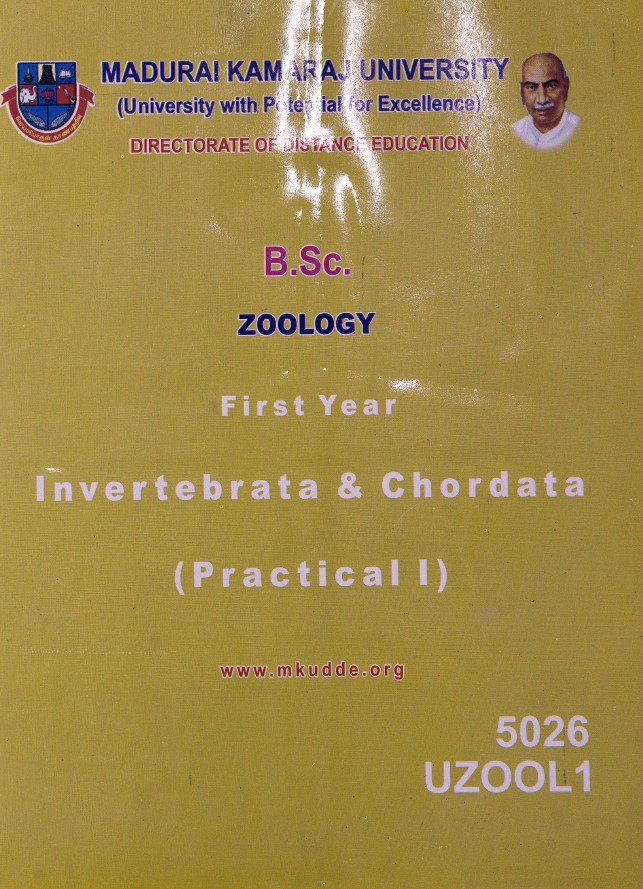 MADURAI KAMARAJ UNIVERSITY
(University with Potential for Excellence)
DIRECTORATE OF DISTANCE EDUCATION
B.Sc.
ZOOLOGY
First Year
Invertebrata & Chordata
(Practical I)
www.mkudde.org
5026
UZOOL1